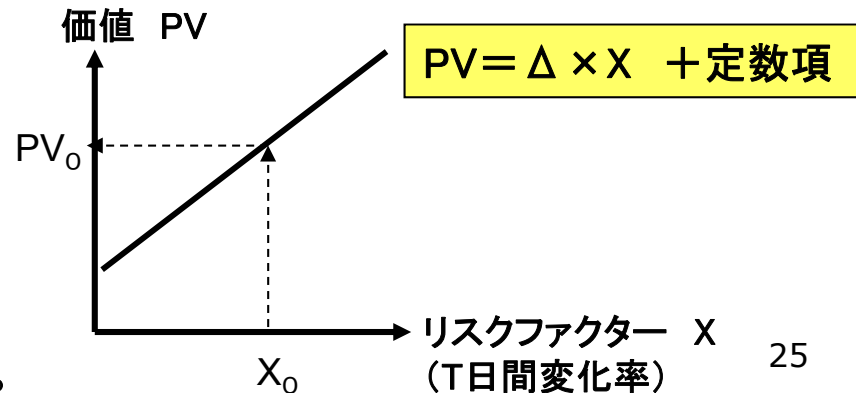 価値 PV
PV=Δ×X +定数項
PV₀
リスクファクター X
(T日間変化率)
X₀
25
。